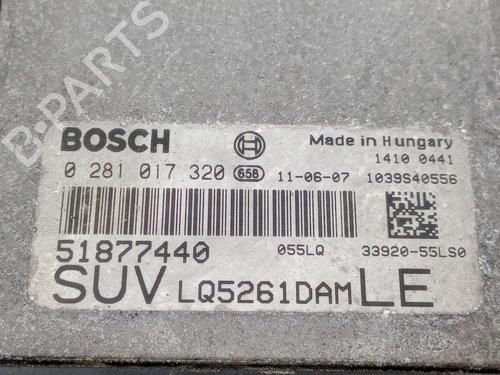 B-PARTS
BOSCH
Made in Hungary
1410 0441
0 281 017 320 65B 11-06-07 1039S40556
51877440 055LQ 33920-55LS0
SUV LQ5261DAM LE